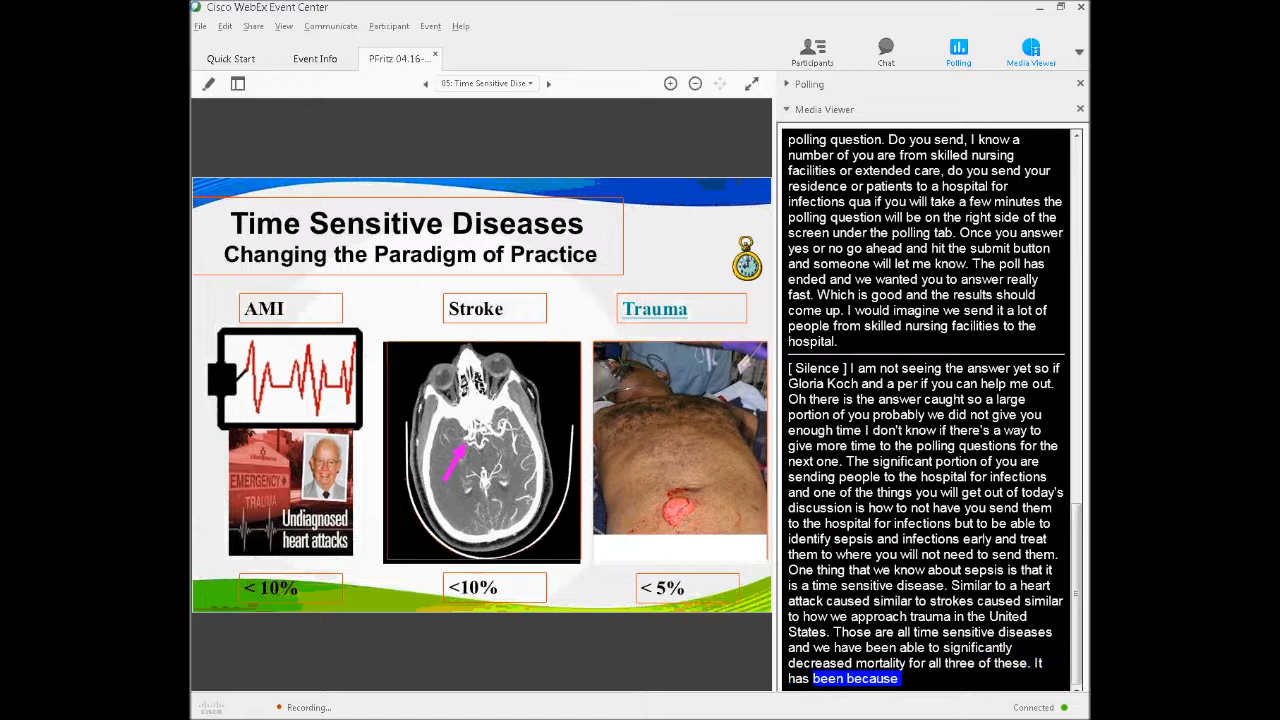 Cisco WebEx Event Center
File Edit Share View Communicate Participant Event Help
Quick Start Event Info PFritz 04.16-...
Participants Chat Polling Media Viewer
05: Time Sensitive Dise
Polling
Media Viewer
Time Sensitive Diseases
Changing the Paradigm of Practice
AMI Stroke Trauma
EMERGENCY
TRAUMA
Undiagnosed
heart attacks
< 10% <10% < 5%
polling question. Do you send, I know a
number of you are from skilled nursing
facilities or extended care, do you send your
residence or patients to a hospital for
infections qua if you will take a few minutes the
polling question will be on the right side of the
screen under the polling tab. Once you answer
yes or no go ahead and hit the submit button
and someone will let me know. The poll has
ended and we wanted you to answer really
fast. Which is good and the results should
come up. I would imagine we send it a lot of
people from skilled nursing facilities to the
hospital.
[ Silence ] I am not seeing the answer yet so if
Gloria Koch and a per if you can help me out.
Oh there is the answer caught so a large
portion of you probably we did not give you
enough time I don't know if there's a way to
give more time to the polling questions for the
next one. The significant portion of you are
sending people to the hospital for infections
and one of the things you will get out of today's
discussion is how to not have you send them
to the hospital for infections but to be able to
identify sepsis and infections early and treat
them to where you will not need to send them.
One thing that we know about sepsis is that it
is a time sensitive disease. Similar to a heart
attack caused similar to strokes caused similar
to how we approach trauma in the United
States. Those are all time sensitive diseases
and we have been able to significantly
decreased mortality for all three of these. It
has been because
cisco Recording... Connected